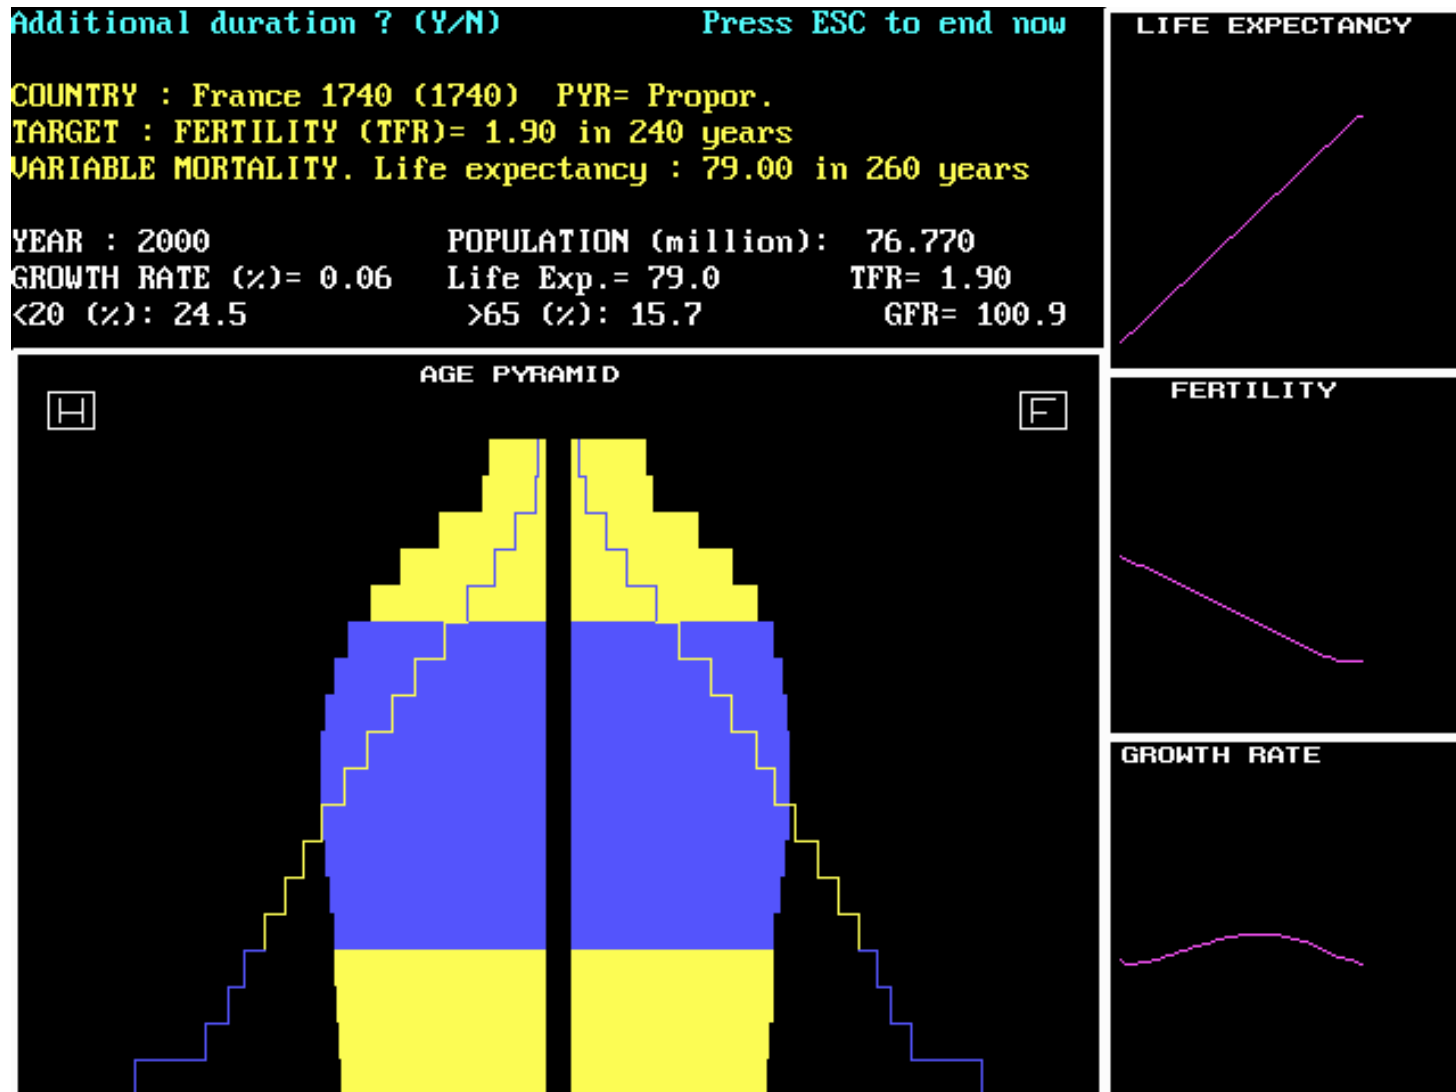 Additional duration ? (Y/N) Press ESC to end now
COUNTRY : France 1740 (1740) PYR= Propor.
TARGET : FERTILITY (TFR)= 1.90 in 240 years
VARIABLE MORTALITY. Life expectancy : 79.00 in 260 years
YEAR : 2000 POPULATION (million): 76.770
GROWTH RATE (%)= 0.06 Life Exp.= 79.0 TFR= 1.90
<20 (%): 24.5 >65 (%): 15.7 GFR= 100.9
AGE PYRAMID
H F
LIFE EXPECTANCY
FERTILITY
GROWTH RATE